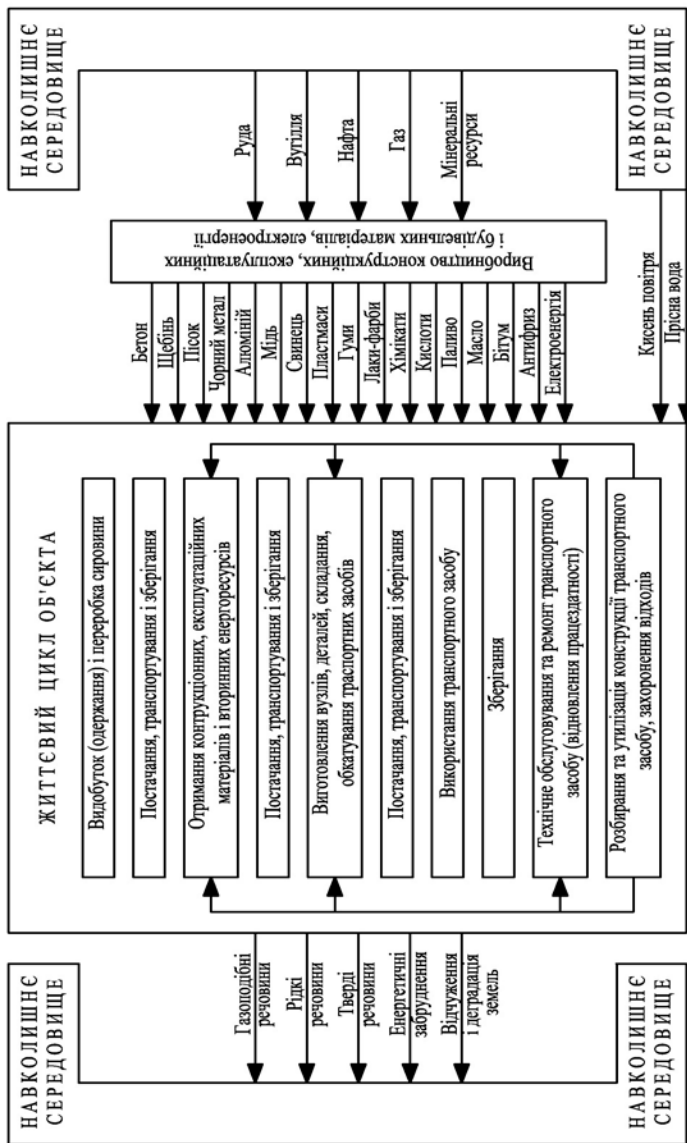 НАВКОЛИШНЄ
СЕРЕДОВИЩЕ
НАВКОЛИШНЄ
СЕРЕДОВИЩЕ
Руда
Вугілля
Нафта
Газ
Мінеральні
ресурси
Виробництво конструкційних, експлуатаційних
і будівельних матеріалів, електроенергії
Бетон
Щебінь
Пісок
Чорний метал
Алюміній
Мідь
Свинець
Пластмаси
Гуми
Лаки-фарби
Хімікати
Кислоти
Паливо
Масло
Бітум
Антифриз
Електроенергія
Кисень повітря
Прісна вода
ЖИТТЄВИЙ ЦИКЛ ОБ'ЄКТА
Видобуток (одержання) і переробка сировини
Постачання, транспортування і зберігання
Отримання контрукціонних, експлуатаційних
матеріалів і вторинних енергоресурсів
Постачання, транспортування і зберігання
Виготовлення вузлів, деталей, складання,
обкатування траспортних засобів
Постачання, транспортування і зберігання
Використання транспортного засобу
Зберігання
Технічне обслуговування та ремонт транспортного
засобу (відновлення працездатності)
Розбирання та утилізація конструкції транспортного
засобу, захоронення відходів
Газоподібні
речовини
Рідкі
речовини
Тверді
речовини
Енергетичні
забруднення
Відчуження
і деградація
земель
НАВКОЛИШНЄ
СЕРЕДОВИЩЕ
НАВКОЛИШНЄ
СЕРЕДОВИЩЕ